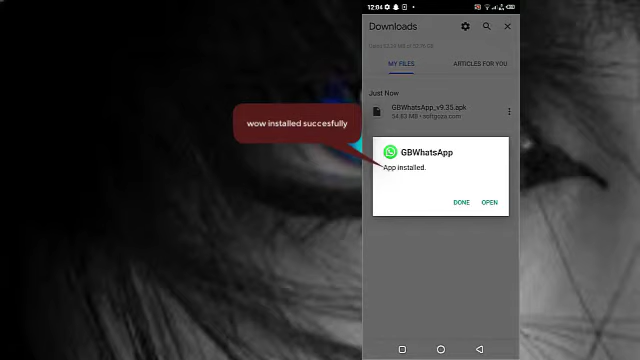 12:04
Downloads
MY FILES
ARTICLES FOR YOU
Just Now
GBWhatsApp_v9.35.apk
wow installed succesfully
GBWhatsApp
App installed.
DONE
OPEN